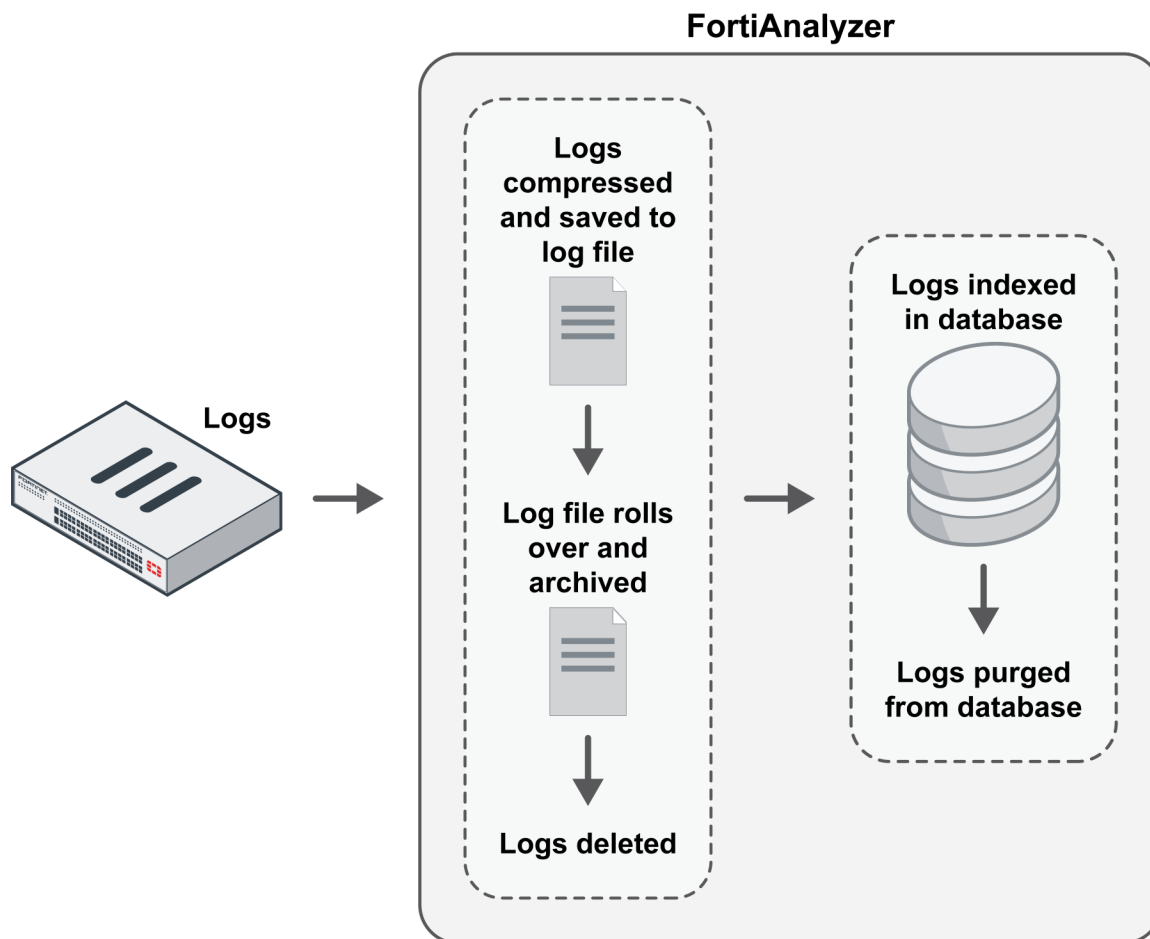 FortiAnalyzer
Logs
compressed
and saved to
log file
Logs indexed
in database
Logs
FORTINET
Log file rolls
over and
archived
Logs purged
from database
Logs deleted